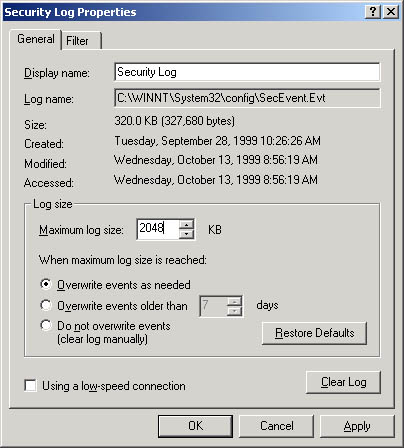 Security Log Properties
General Filter
Display name: Security Log
Log name: C:\WINNT\System32\config\SecEvent.Evt
Size: 320.0 KB (327,680 bytes)
Created: Tuesday, September 28, 1999 10:26:26 AM
Modified: Wednesday, October 13, 1999 8:56:19 AM
Accessed: Wednesday, October 13, 1999 8:56:19 AM
Log size
Maximum log size: 2048 KB
When maximum log size is reached:
Overwrite events as needed
Overwrite events older than 7 days
Do not overwrite events
(clear log manually)
Restore Defaults
Using a low-speed connection
Clear Log
OK Cancel Apply